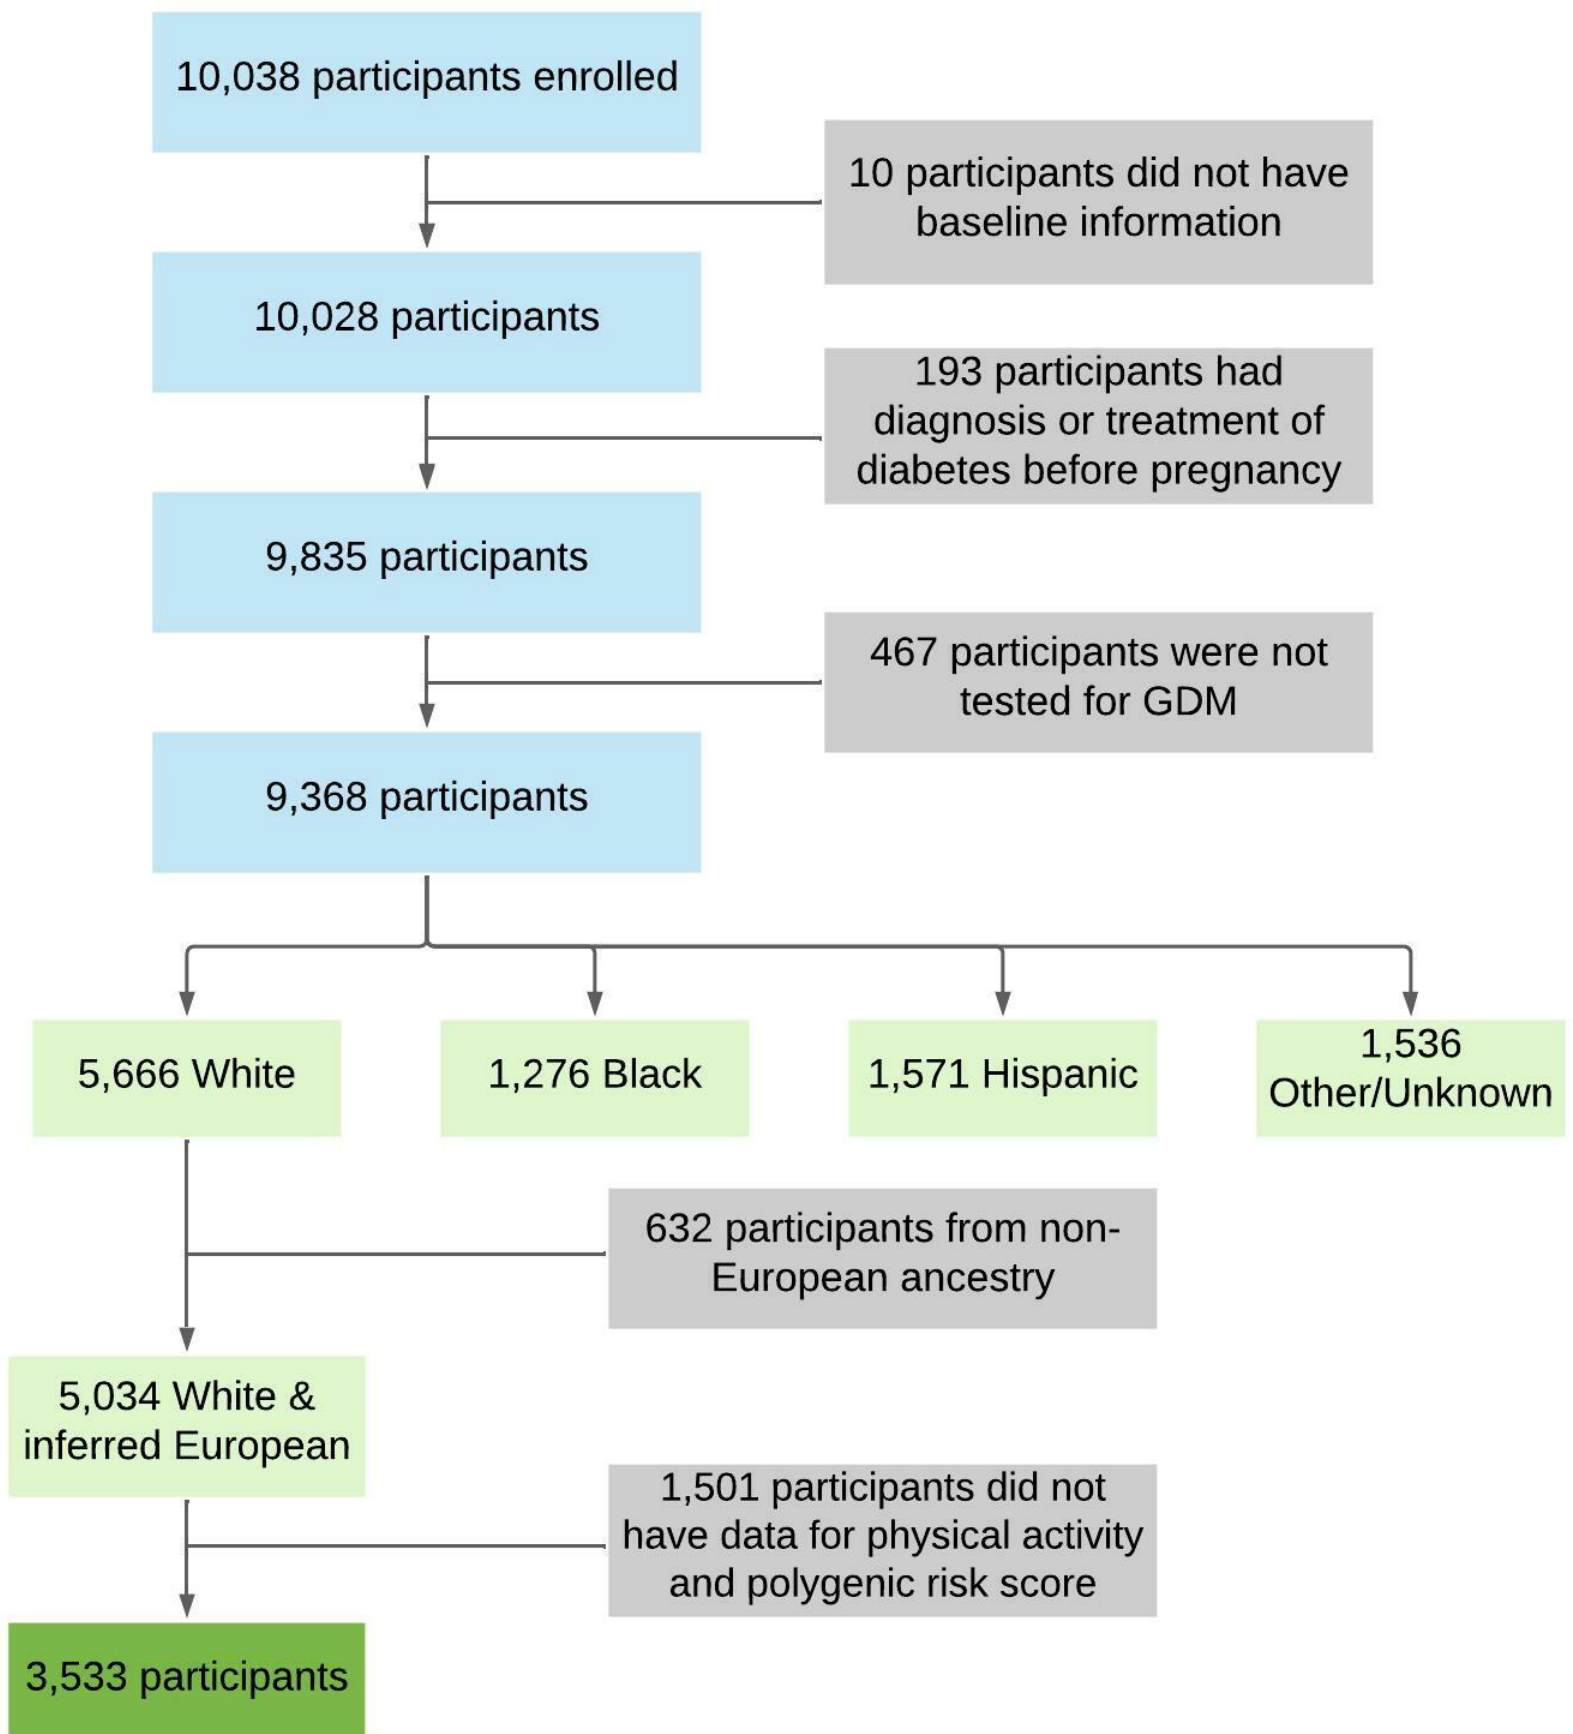 10,038 participants enrolled
10 participants did not have
baseline information
10,028 participants
193 participants had
diagnosis or treatment of
diabetes before pregnancy
9,835 participants
467 participants were not
tested for GDM
9,368 participants
5,666 White
1,276 Black
1,571 Hispanic
1,536
Other/Unknown
632 participants from non-
European ancestry
5,034 White &
inferred European
1,501 participants did not
have data for physical activity
and polygenic risk score
3,533 participants